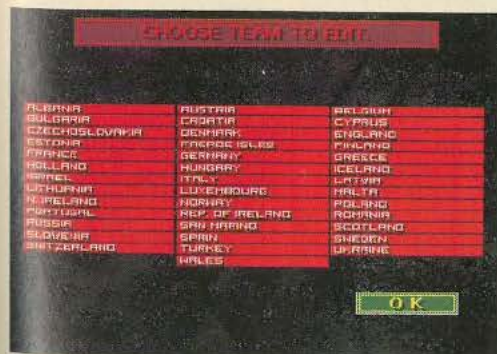 CHOOSE TEAM TO EDIT.
ALBANIA AUSTRIA BELGIUM
BULGARIA CROATIA CYPRUS
CZECHOSLOVAKIA DENMARK ENGLAND
ESTONIA FAEROE ISLES FINLAND
FRANCE GERMANY GREECE
HOLLAND HUNGARY ICELAND
ISRAEL ITALY LATVIA
LITHUANIA LUXEMBOURG MALTA
N.IRELAND NORWAY POLAND
PORTUGAL REP. OF IRELAND ROMANIA
RUSSIA SAN MARINO SCOTLAND
SLOVENIA SPAIN SWEDEN
SWITZERLAND TURKEY UKRAINE
WALES
OK